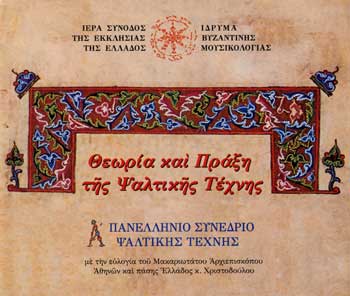 ΙΕΡΑ ΣΥΝΟΔΟΣ
ΤΗΣ ΕΚΚΛΗΣΙΑΣ
ΤΗΣ ΕΛΛΑΔΟΣ
ΙΔΡΥΜΑ
ΒΥΖΑΝΤΙΝΗΣ
ΜΟΥΣΙΚΟΛΟΓΙΑΣ
Θεωρία καὶ Πράξη
τῆς Ψαλτικῆς Τέχνης
Α΄ ΠΑΝΕΛΛΗΝΙΟ ΣΥΝΕΔΡΙΟ
ΨΑΛΤΙΚΗΣ ΤΕΧΝΗΣ
μὲ τὴν εὐλογία τοῦ Μακαριωτάτου Ἀρχιεπισκόπου
Ἀθηνῶν καὶ πάσης Ἑλλάδος κ. Χριστοδούλου